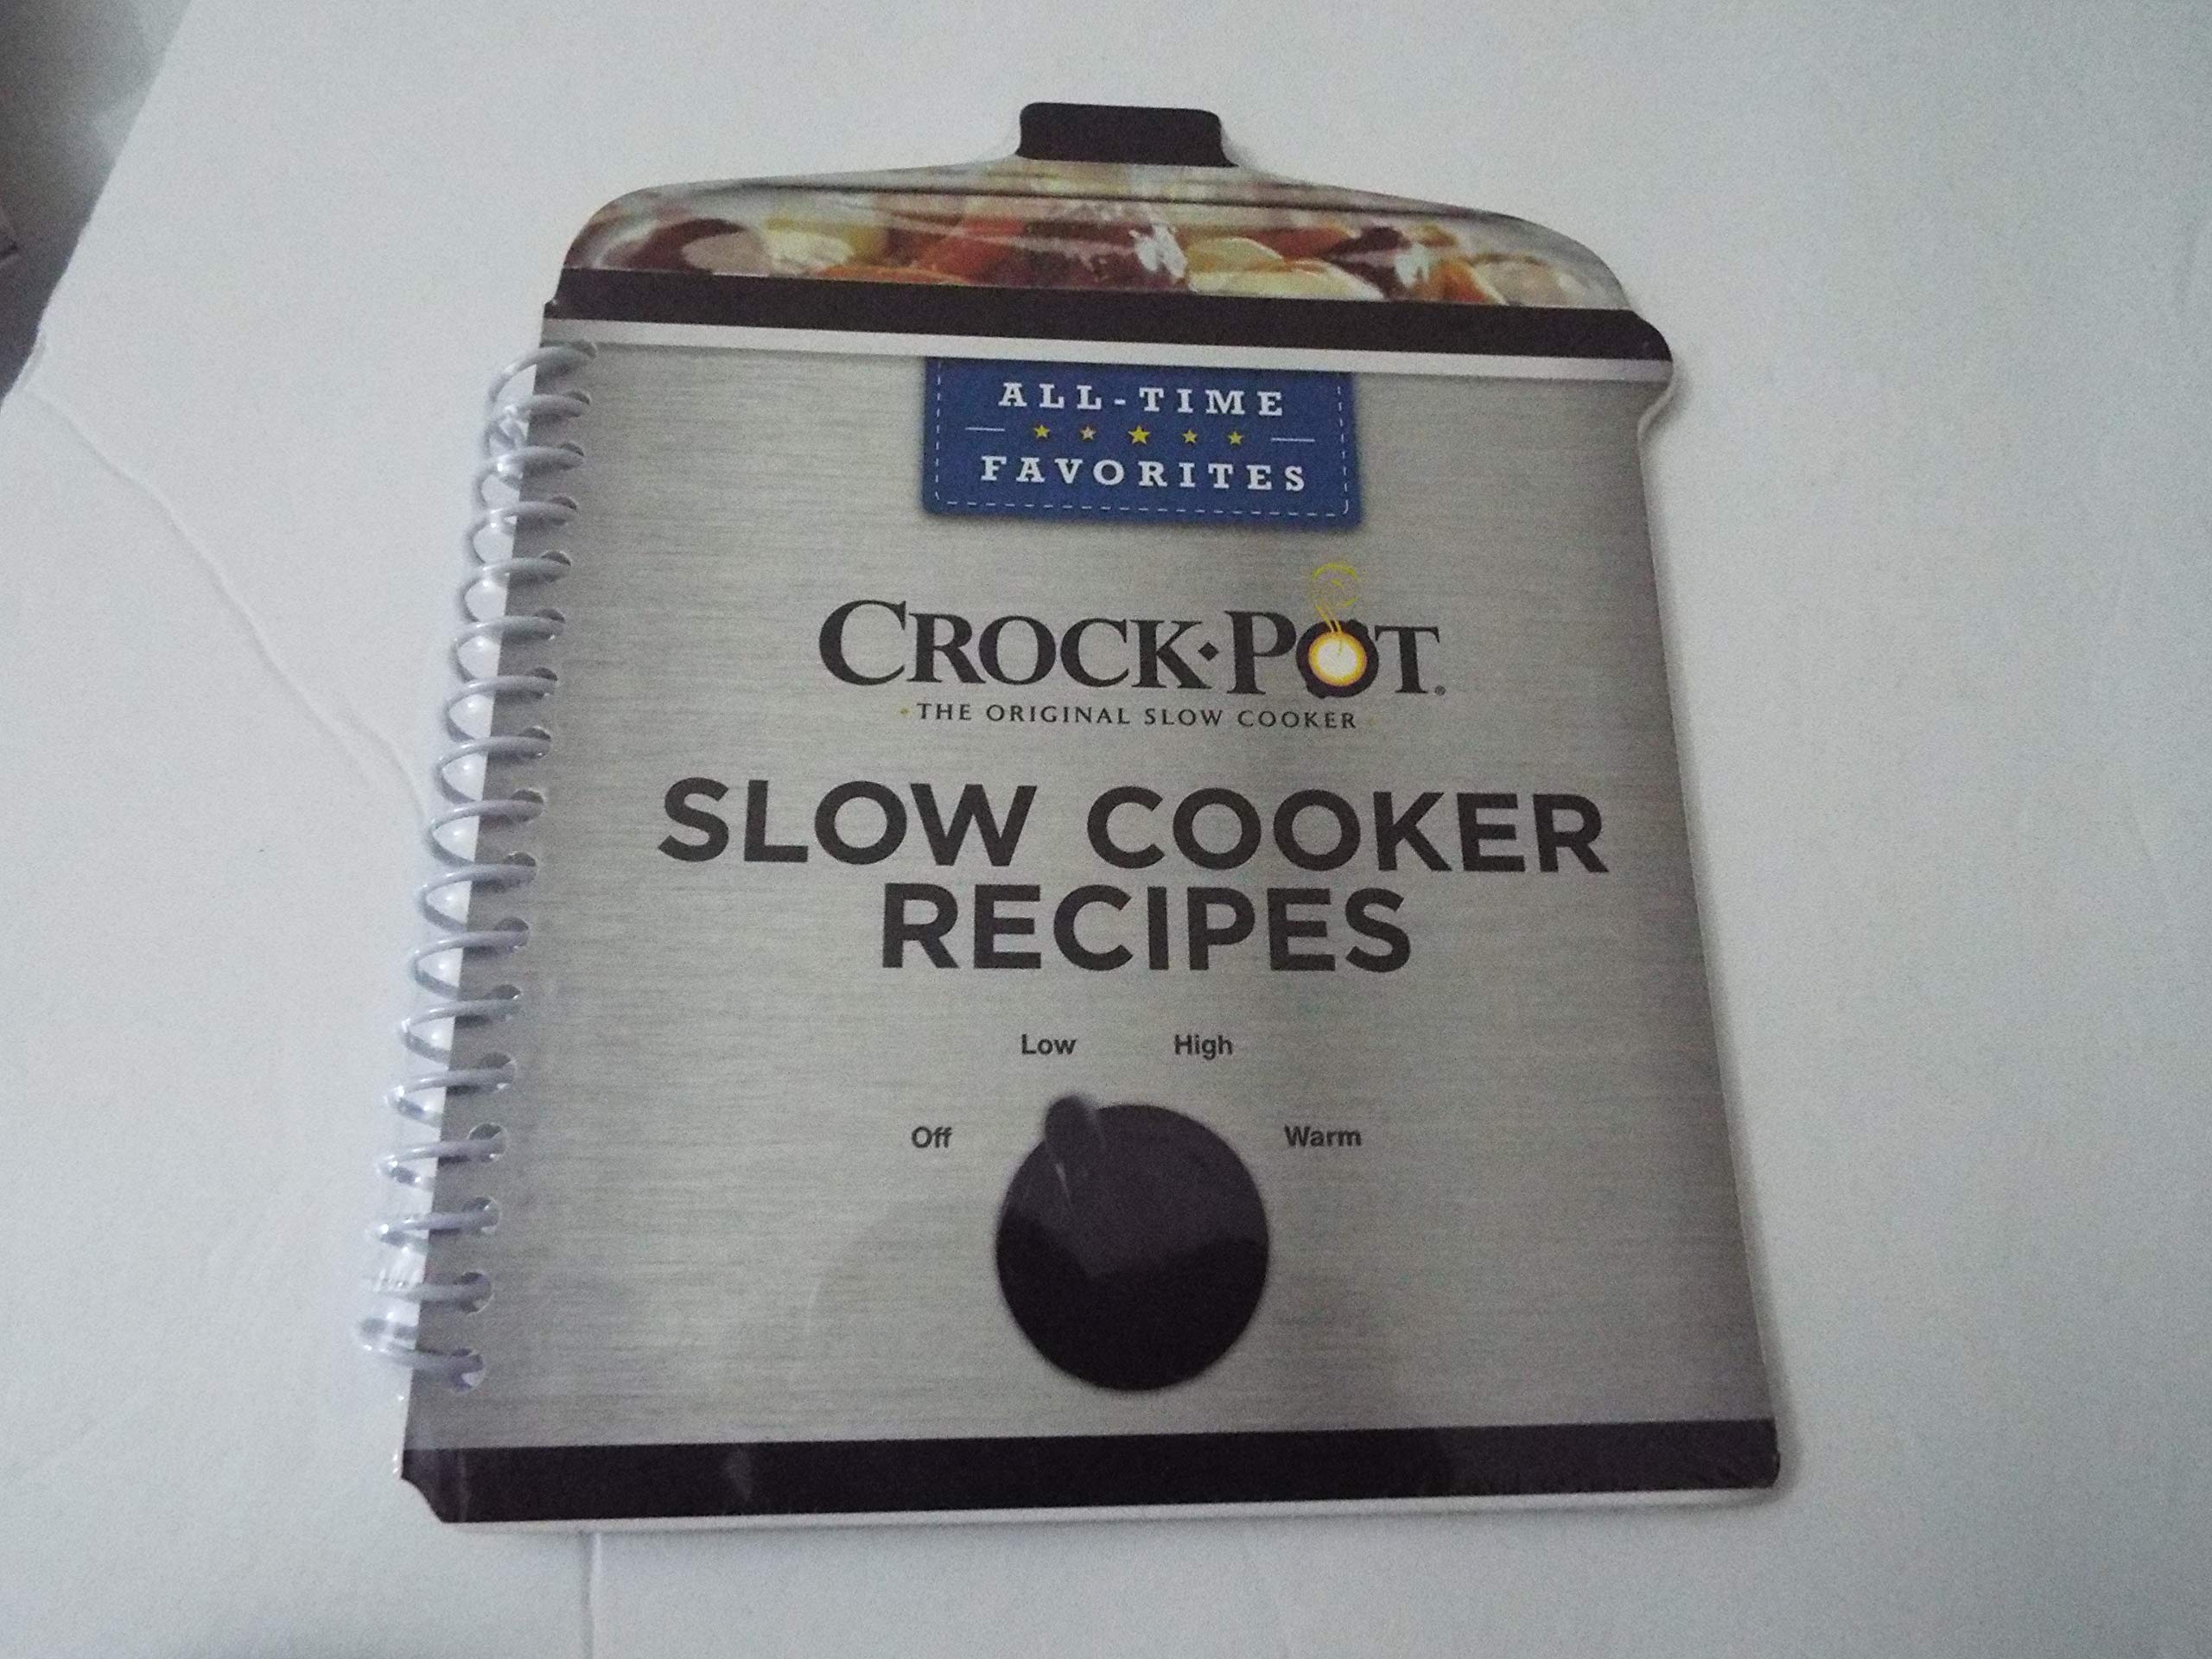 ALL-TIME
FAVORITES
CROCK·POT®
THE ORIGINAL SLOW COOKER
SLOW COOKER
RECIPES
Low High
Off Warm